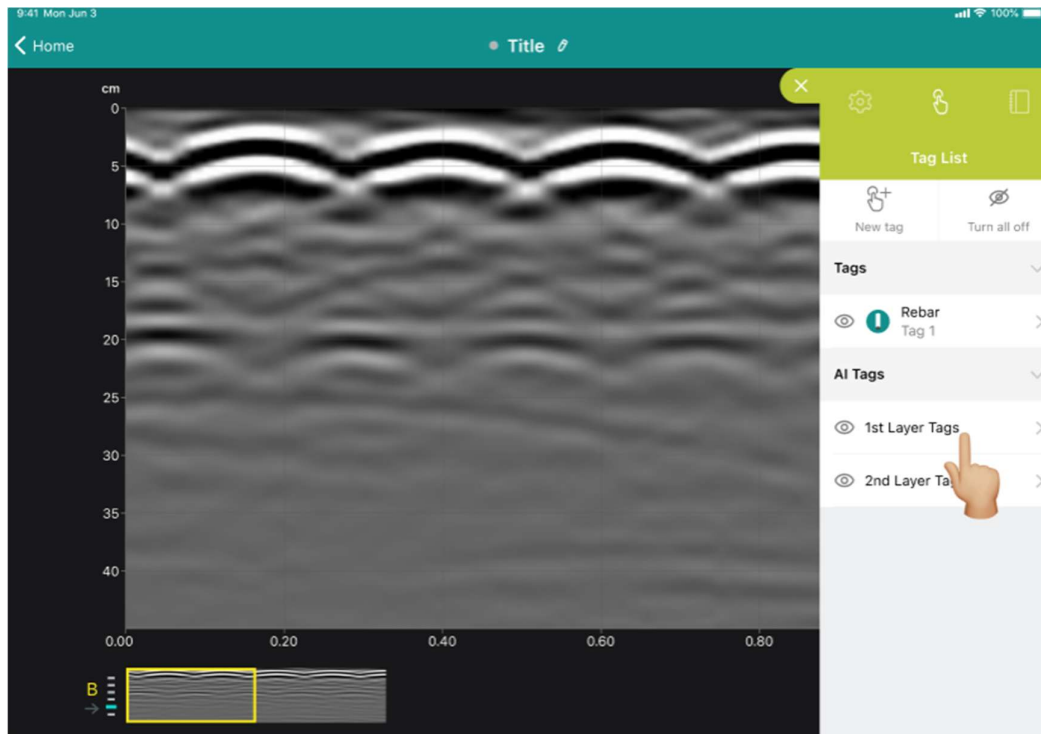 9:41 Mon Jun 3
100%
Home
Title
cm
0
5
10
15
20
25
30
35
40
0.00
0.20
0.40
0.60
0.80
B
Tag List
New tag
Turn all off
Tags
Rebar
Tag 1
AI Tags
1st Layer Tags
2nd Layer Ta